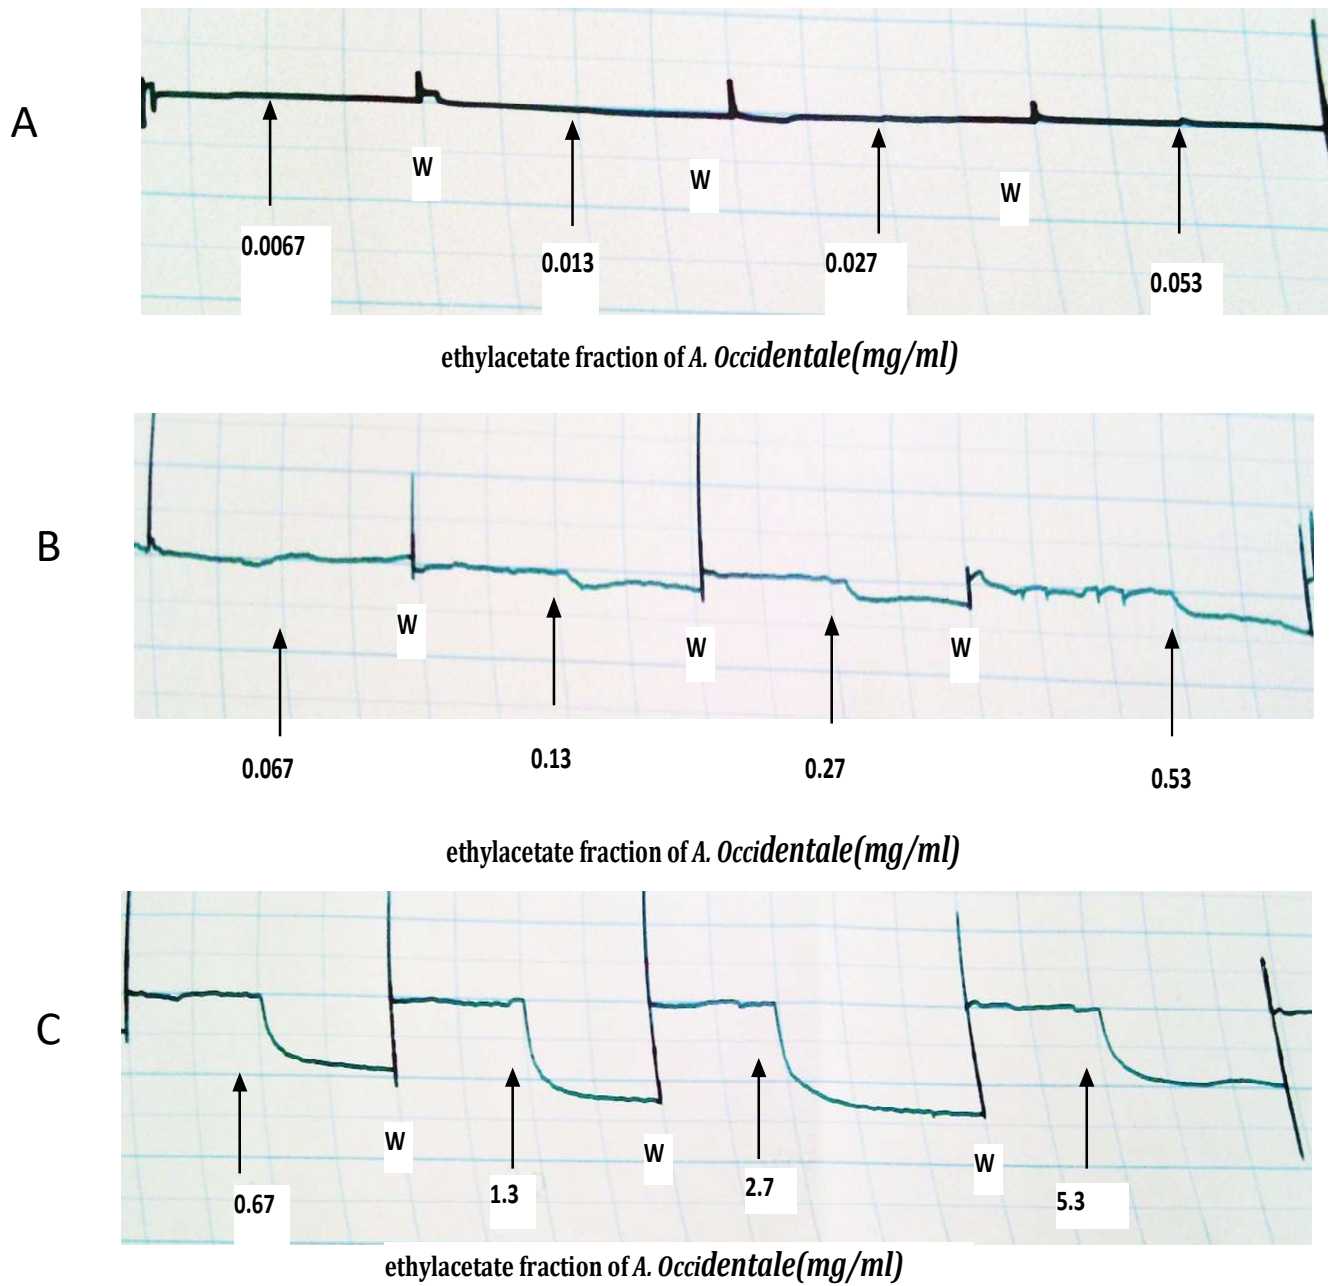 A
W
W
W
0.0067
0.013
0.027
0.053
ethylacetate fraction of A. Occidentale(mg/ml)
B
W
W
W
0.067
0.13
0.27
0.53
ethylacetate fraction of A. Occidentale(mg/ml)
C
W
W
W
0.67
1.3
2.7
5.3
ethylacetate fraction of A. Occidentale(mg/ml)